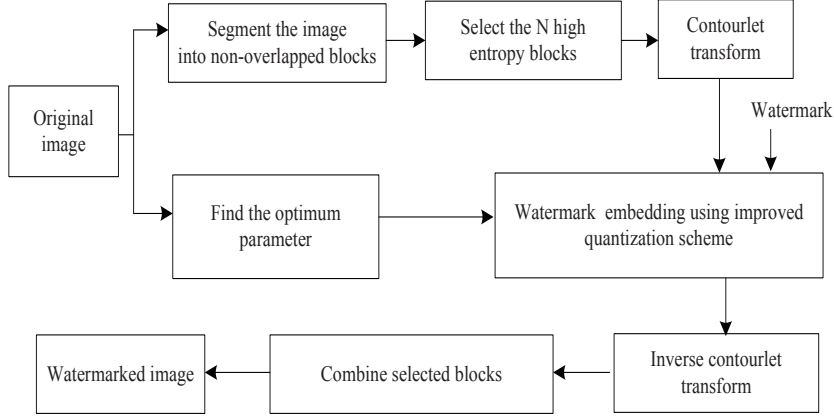 Segment the image
into non-overlapped blocks
Select the N high
entropy blocks
Contourlet
transform
Original
image
Watermark
Find the optimum
parameter
Watermark embedding using improved
quantization scheme
Watermarked image
Combine selected blocks
Inverse contourlet
transform